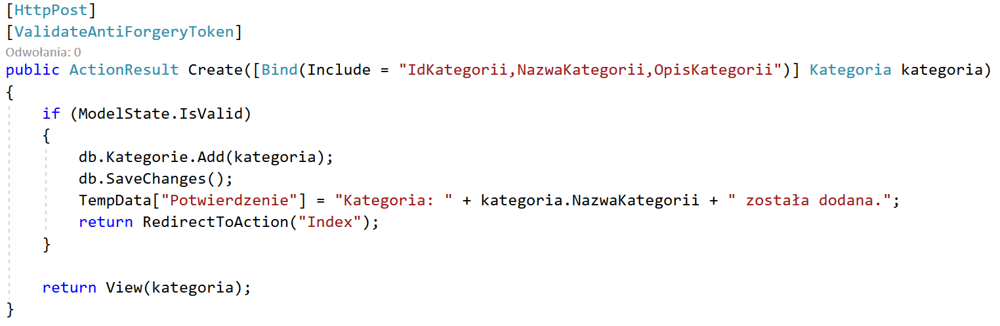 [HttpPost]
[ValidateAntiForgeryToken]
Odwołania: 0
public ActionResult Create([Bind(Include = "IdKategorii,NazwaKategorii,OpisKategorii")] Kategoria kategoria)
{
    if (ModelState.IsValid)
    {
        db.Kategorie.Add(kategoria);
        db.SaveChanges();
        TempData["Potwierdzenie"] = "Kategoria: " + kategoria.NazwaKategorii + " została dodana.";
        return RedirectToAction("Index");
    }

    return View(kategoria);
}